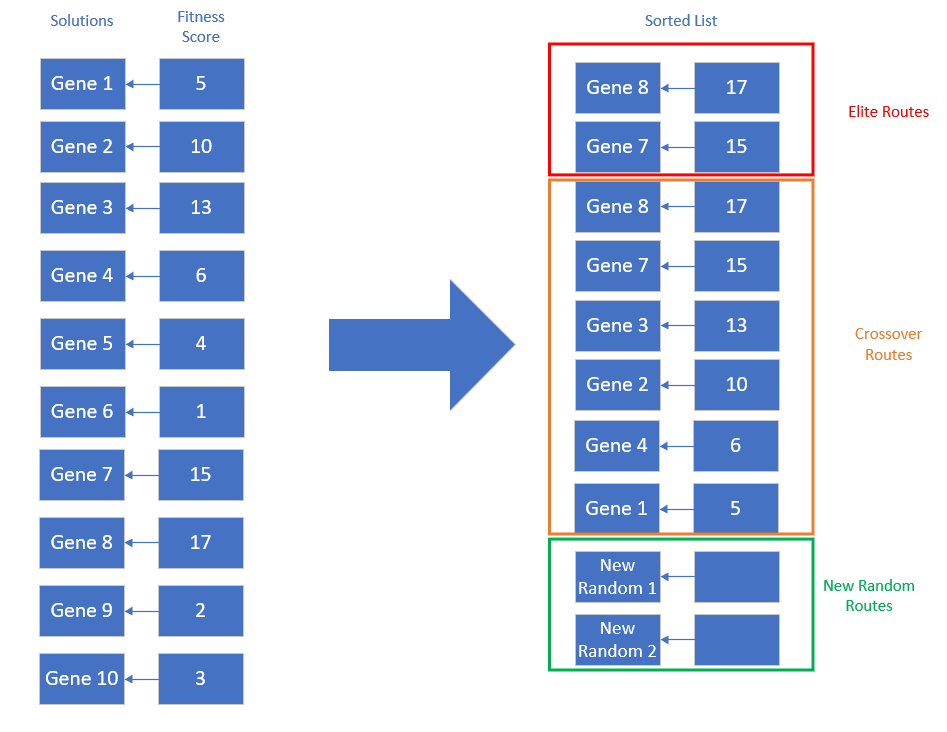 Solutions
Fitness
Score
Gene 1
5
Gene 2
10
Gene 3
13
Gene 4
6
Gene 5
4
Gene 6
1
Gene 7
15
Gene 8
17
Gene 9
2
Gene 10
3
Sorted List
Gene 8
17
Gene 7
15
Elite Routes
Gene 8
17
Gene 7
15
Gene 3
13
Gene 2
10
Gene 4
6
Gene 1
5
Crossover
Routes
New
Random 1
New
Random 2
New Random
Routes